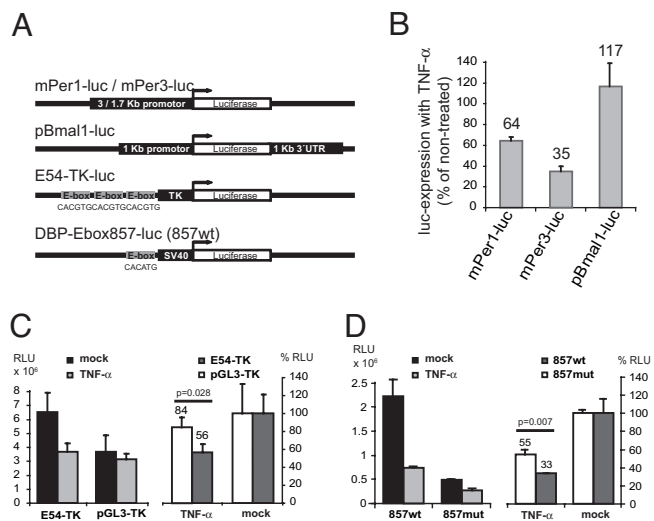 A
mPer1-luc / mPer3-luc
3 / 1.7 Kb promotor Luciferase
pBmal1-luc
1 Kb promotor Luciferase 1 Kb 3´UTR
E54-TK-luc
E-box E-box E-box TK Luciferase
CACGTGCACGTGCACGTG
DBP-Ebox857-luc (857wt)
E-box SV40 Luciferase
CACATG
B
luc-expression with TNF-α
(% of non-treated)
140
120
100
80
60
40
20
0
64
35
117
mPer1-luc
mPer3-luc
pBmal1-luc
C
RLU
x 10⁶
mock
TNF-α
8
7
6
5
4
3
2
1
0
E54-TK pGL3-TK
E54-TK
pGL3-TK
% RLU
p=0.028
84
56
140
120
100
80
60
40
20
0
TNF-α mock
D
RLU
x 10⁶
mock
TNF-α
2.5
2
1.5
1
0.5
0
857wt 857mut
857wt
857mut
% RLU
p=0.007
55
33
140
120
100
80
60
40
20
0
TNF-α mock